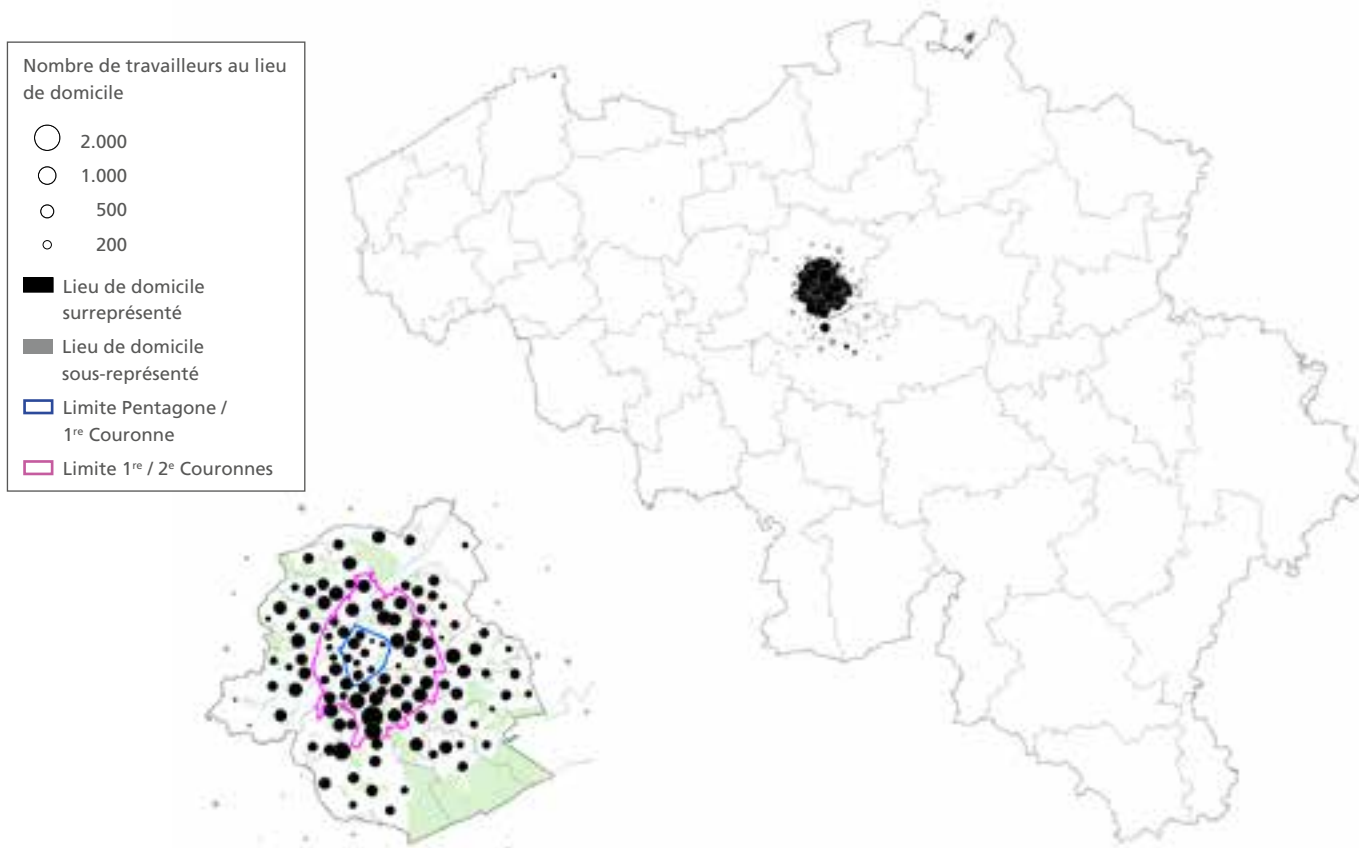 Nombre de travailleurs au lieu
de domicile
2.000
1.000
500
200
Lieu de domicile
surreprésenté
Lieu de domicile
sous-représenté
Limite Pentagone /
1re Couronne
Limite 1re / 2e Couronnes